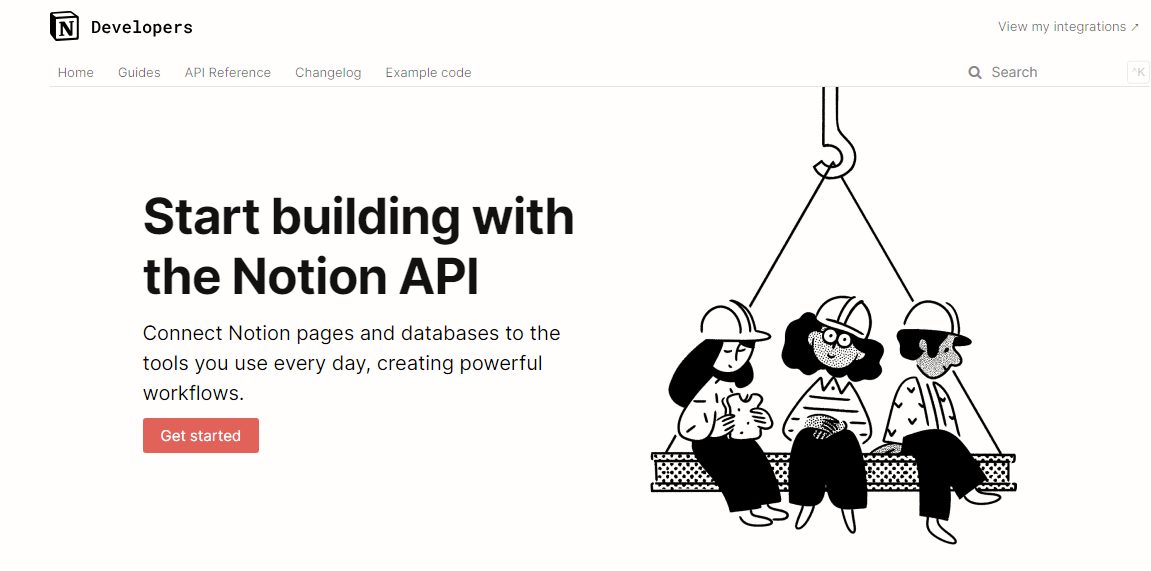 N Developers
View my integrations ↗
Home Guides API Reference Changelog Example code
Search ^K
Start building with
the Notion API
Connect Notion pages and databases to the
tools you use every day, creating powerful
workflows.
Get started